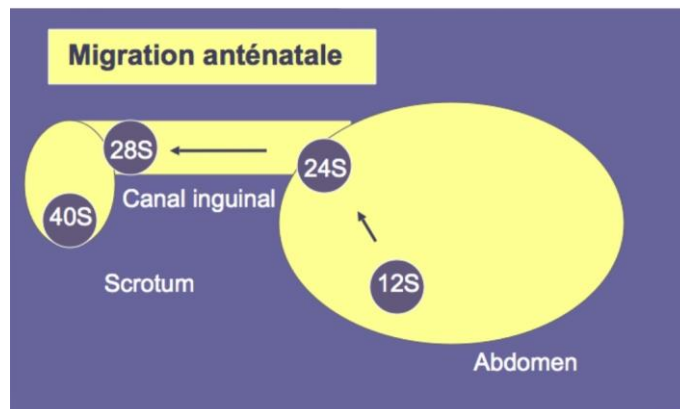 Migration anténatale
28S
24S
Canal inguinal
40S
12S
Scrotum
Abdomen